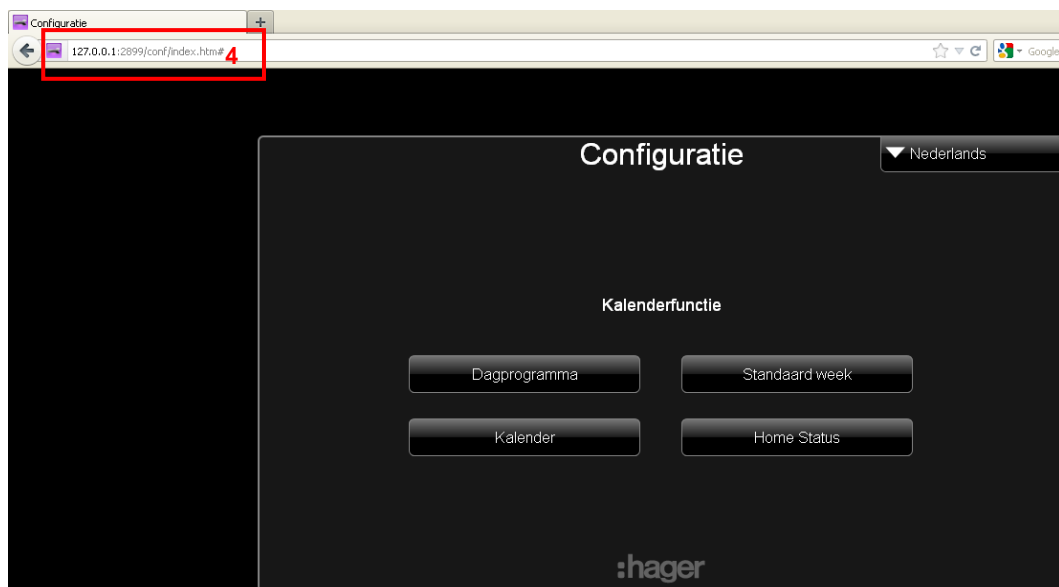 Configuratie
127.0.0.1:2899/conf/index.htm#
4
Google
Configuratie
Nederlands
Kalenderfunctie
Dagprogramma
Standaard week
Kalender
Home Status
:hager